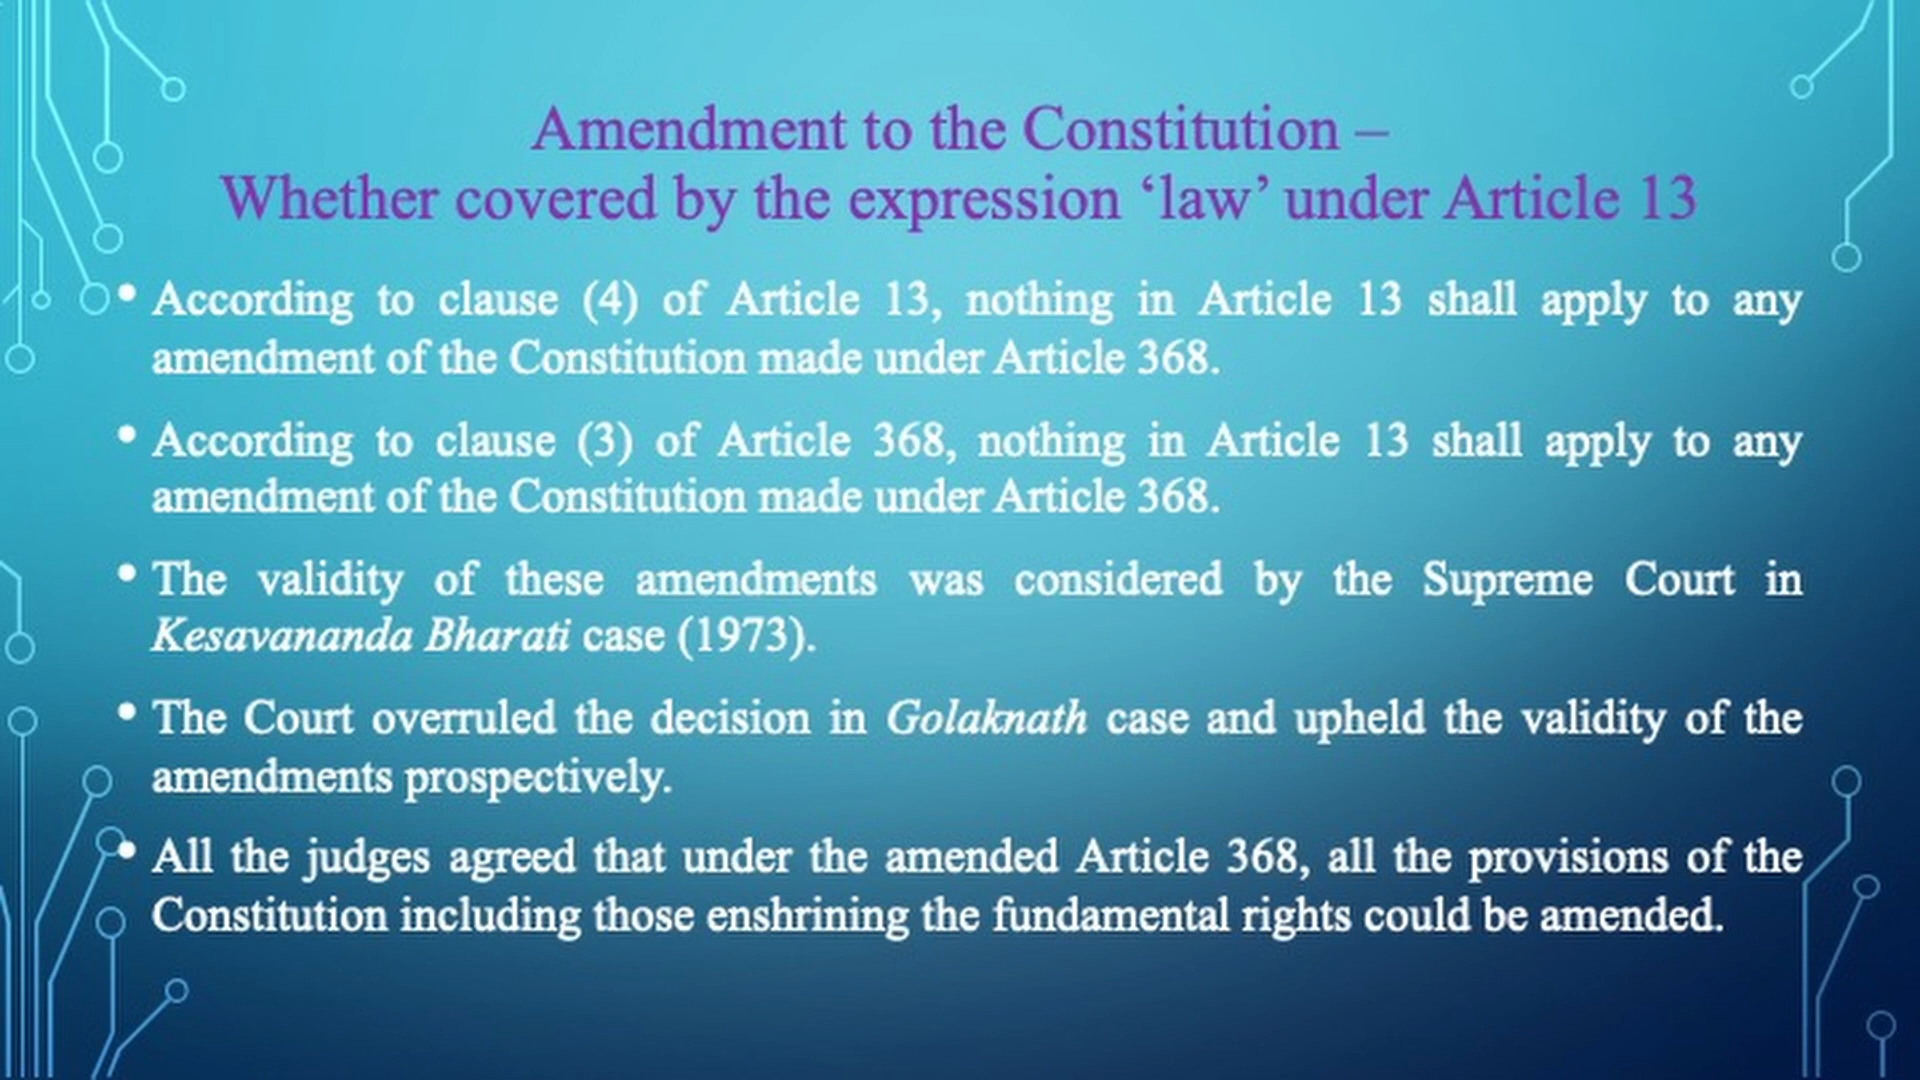 Amendment to the Constitution –
Whether covered by the expression ‘law’ under Article 13
• According to clause (4) of Article 13, nothing in Article 13 shall apply to any
amendment of the Constitution made under Article 368.
• According to clause (3) of Article 368, nothing in Article 13 shall apply to any
amendment of the Constitution made under Article 368.
• The validity of these amendments was considered by the Supreme Court in
Kesavananda Bharati case (1973).
• The Court overruled the decision in Golaknath case and upheld the validity of the
amendments prospectively.
• All the judges agreed that under the amended Article 368, all the provisions of the
Constitution including those enshrining the fundamental rights could be amended.